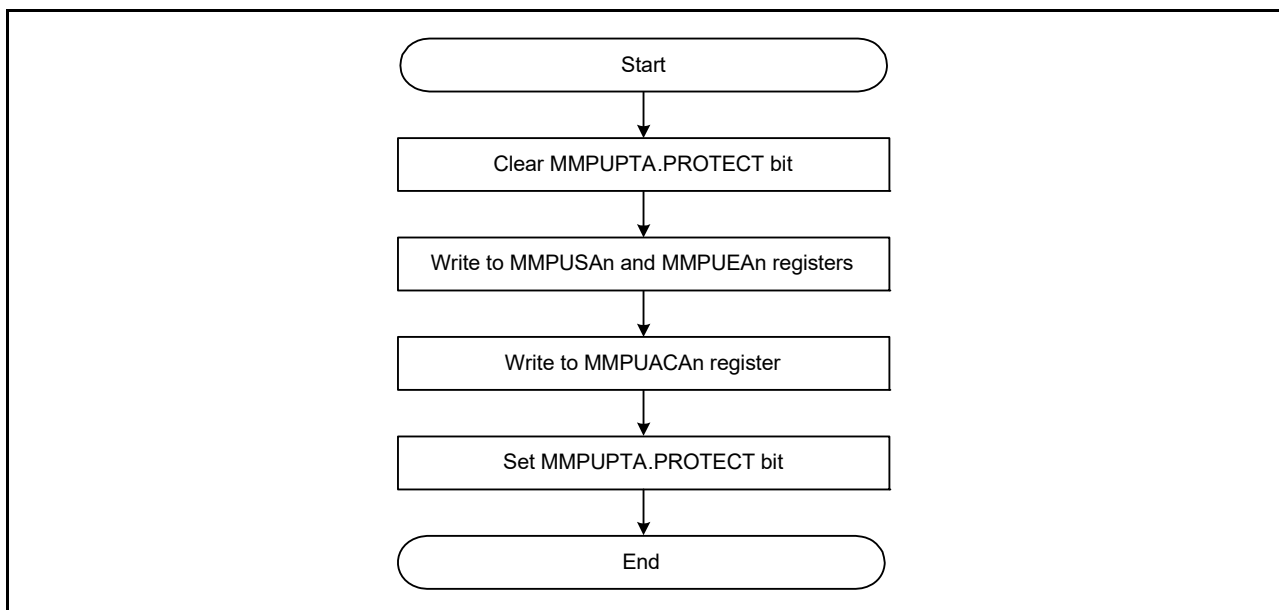 Start
Clear MMPUPTA.PROTECT bit
Write to MMPUSAn and MMPUEAn registers
Write to MMPUACAn register
Set MMPUPTA.PROTECT bit
End